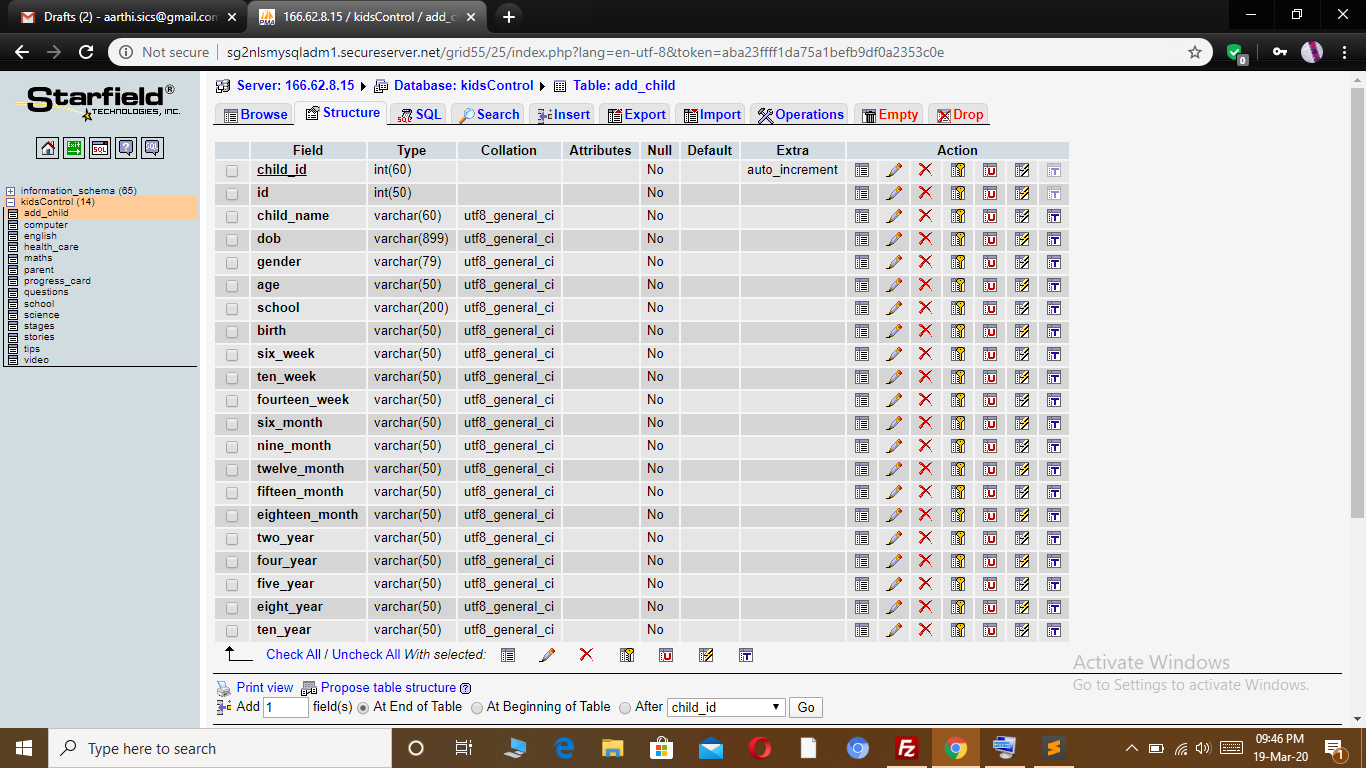 Drafts (2) - aarthi.sics@gmail.com
166.62.8.15 / kidsControl / add_c
Not secure sg2nlsmysqladm1.secureserver.net/grid55/25/index.php?lang=en-utf-8&token=aba23ffff1da75a1befb9df0a2353c0e
Starfield®
TECHNOLOGIES, INC.
information_schema (65)
kidsControl (14)
add_child
computer
english
health_care
maths
parent
progress_card
questions
school
science
stages
stories
tips
video
Server: 166.62.8.15 Database: kidsControl Table: add_child
Browse Structure SQL Search Insert Export Import Operations Empty Drop
Field Type Collation Attributes Null Default Extra Action
child_id int(60) No auto_increment
id int(50) No
child_name varchar(60) utf8_general_ci No
dob varchar(899) utf8_general_ci No
gender varchar(79) utf8_general_ci No
age varchar(50) utf8_general_ci No
school varchar(200) utf8_general_ci No
birth varchar(50) utf8_general_ci No
six_week varchar(50) utf8_general_ci No
ten_week varchar(50) utf8_general_ci No
fourteen_week varchar(50) utf8_general_ci No
six_month varchar(50) utf8_general_ci No
nine_month varchar(50) utf8_general_ci No
twelve_month varchar(50) utf8_general_ci No
fifteen_month varchar(50) utf8_general_ci No
eighteen_month varchar(50) utf8_general_ci No
two_year varchar(50) utf8_general_ci No
four_year varchar(50) utf8_general_ci No
five_year varchar(50) utf8_general_ci No
eight_year varchar(50) utf8_general_ci No
ten_year varchar(50) utf8_general_ci No
Check All / Uncheck All With selected:
Print view Propose table structure
Add 1 field(s) At End of Table At Beginning of Table After child_id Go
Activate Windows
Go to Settings to activate Windows.
Type here to search
09:46 PM
19-Mar-20